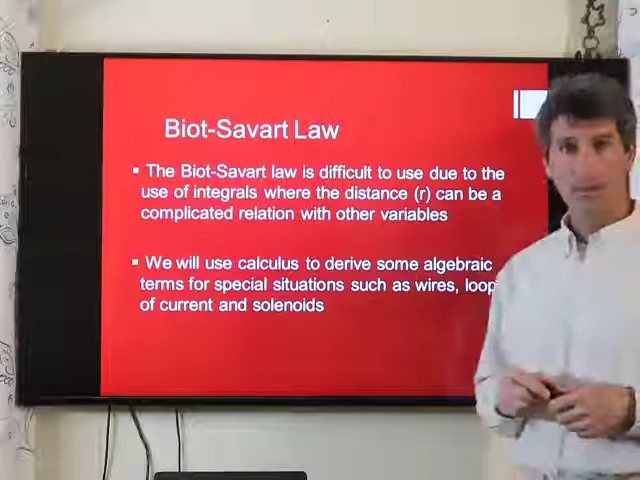 Biot-Savart Law
▪ The Biot-Savart law is difficult to use due to the
use of integrals where the distance (r) can be a
complicated relation with other variables
▪ We will use calculus to derive some algebraic
terms for special situations such as wires, loop
of current and solenoids